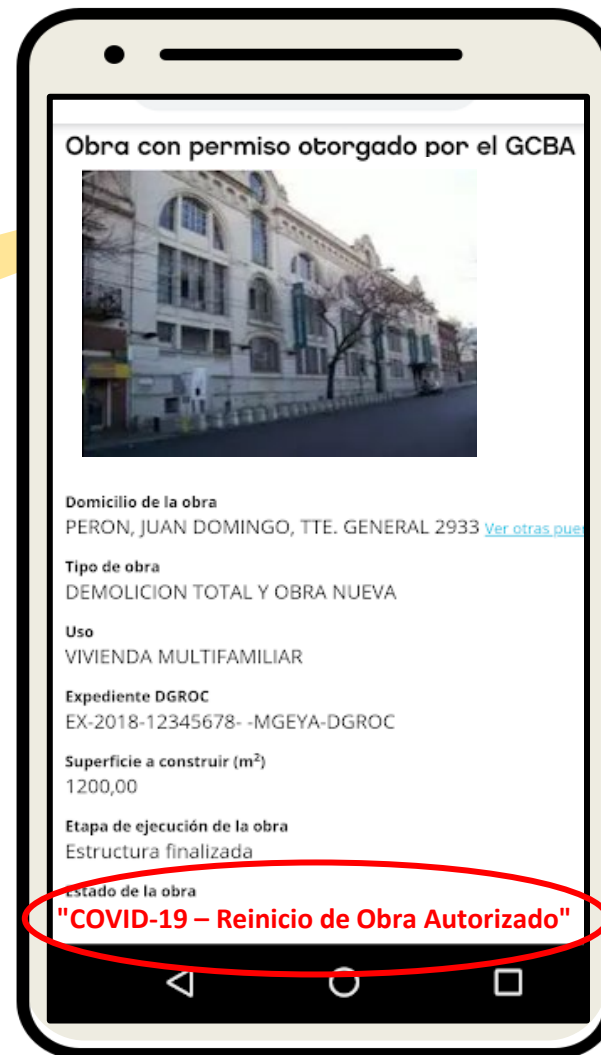 Obra con permiso otorgado por el GCBA
Domicilio de la obra
PERON, JUAN DOMINGO, TTE. GENERAL 2933 Ver otras puer
Tipo de obra
DEMOLICION TOTAL Y OBRA NUEVA
Uso
VIVIENDA MULTIFAMILIAR
Expediente DGROC
EX-2018-12345678- -MGEYA-DGROC
Superficie a construir (m²)
1200,00
Etapa de ejecución de la obra
Estructura finalizada
Estado de la obra
"COVID-19 – Reinicio de Obra Autorizado"